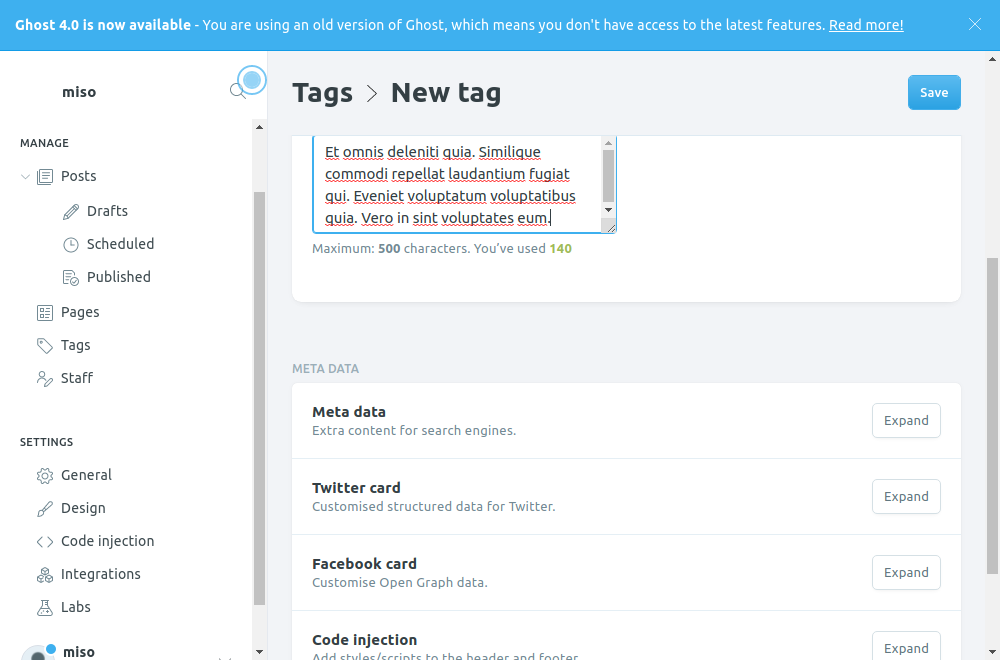 Ghost 4.0 is now available - You are using an old version of Ghost, which means you don't have access to the latest features. Read more!
miso
MANAGE
Posts
Drafts
Scheduled
Published
Pages
Tags
Staff
SETTINGS
General
Design
Code injection
Integrations
Labs
miso
Tags > New tag
Save
Et omnis deleniti quia. Similique
commodi repellat laudantium fugiat
qui. Eveniet voluptatum voluptatibus
quia. Vero in sint voluptates eum.
Maximum: 500 characters. You’ve used 140
META DATA
Meta data
Extra content for search engines.
Expand
Twitter card
Customised structured data for Twitter.
Expand
Facebook card
Customise Open Graph data.
Expand
Code injection
Add styles/scripts to the header and footer.
Expand